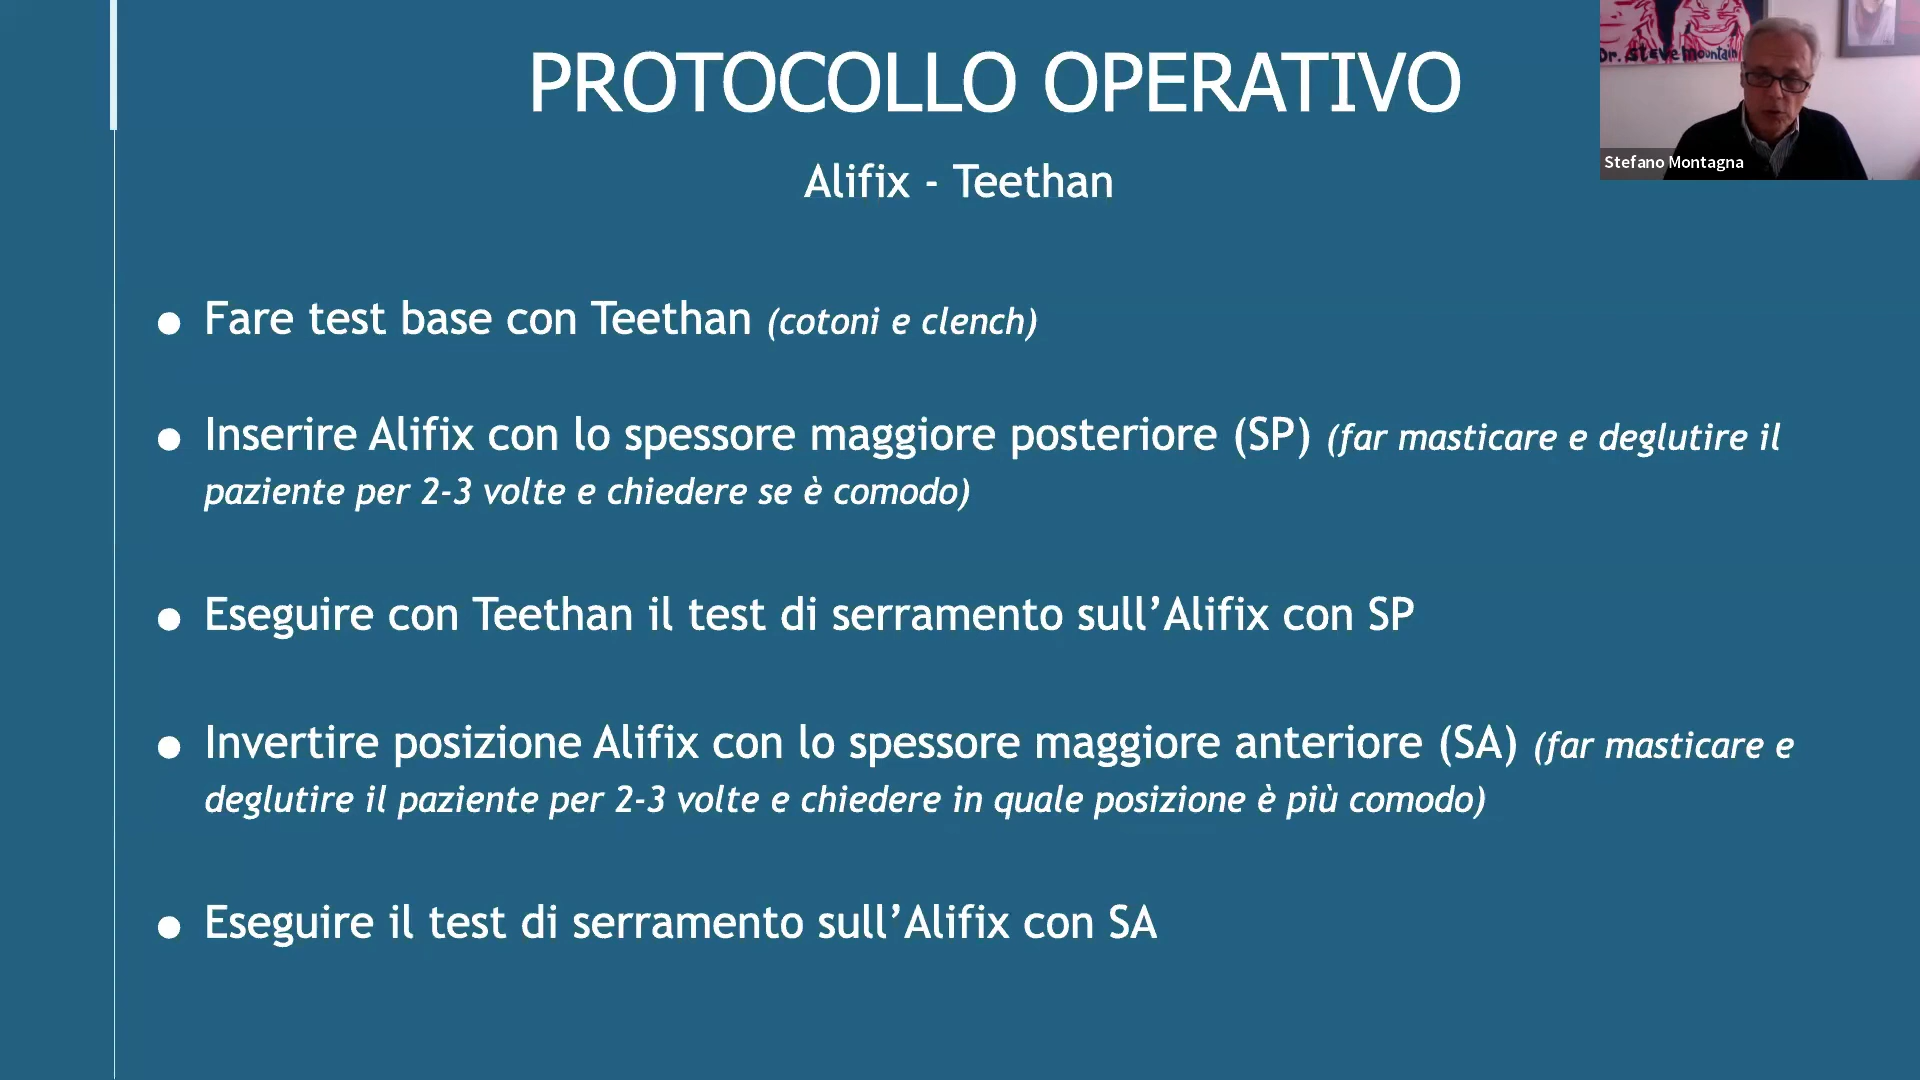 PROTOCOLLO OPERATIVO
Dr. Steve Mountain
Stefano Montagna
Alifix - Teethan
● Fare test base con Teethan (cotoni e clench)
● Inserire Alifix con lo spessore maggiore posteriore (SP) (far masticare e deglutire il
paziente per 2-3 volte e chiedere se è comodo)
● Eseguire con Teethan il test di serramento sull’Alifix con SP
● Invertire posizione Alifix con lo spessore maggiore anteriore (SA) (far masticare e
deglutire il paziente per 2-3 volte e chiedere in quale posizione è più comodo)
● Eseguire il test di serramento sull’Alifix con SA